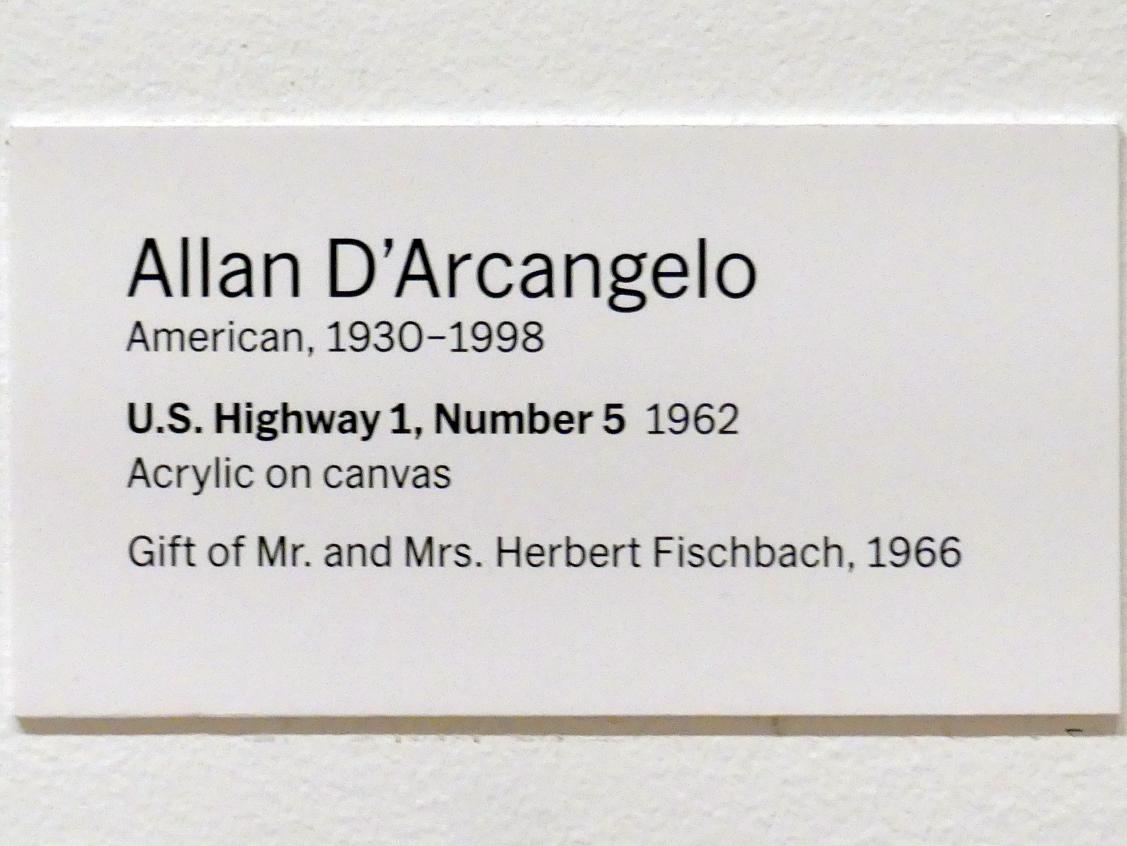 Allan D’Arcangelo
American, 1930–1998
U.S. Highway 1, Number 5 1962
Acrylic on canvas
Gift of Mr. and Mrs. Herbert Fischbach, 1966